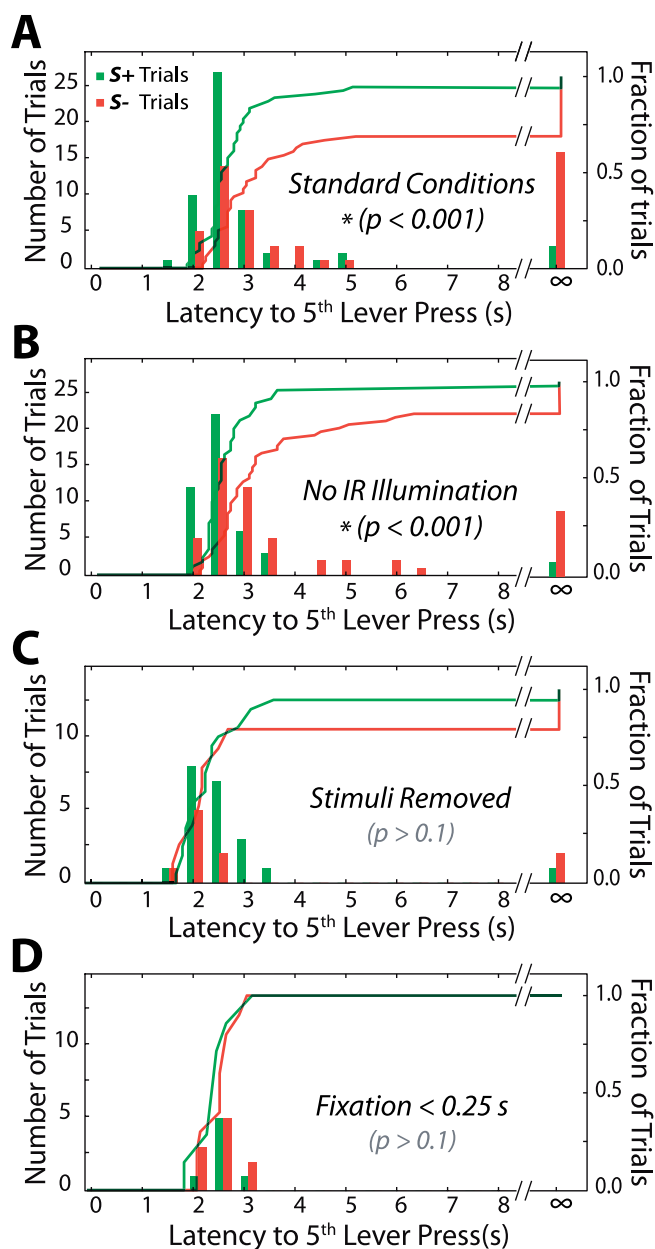 A
S+ Trials
S- Trials
Number of Trials
25
20
15
10
5
0
Fraction of trials
1.0
0.5
0.0
Standard Conditions
* (p < 0.001)
0 1 2 3 4 5 6 7 8 // ∞
Latency to 5th Lever Press (s)
B
Number of Trials
25
20
15
10
5
0
Fraction of Trials
1.0
0.5
0.0
No IR Illumination
* (p < 0.001)
0 1 2 3 4 5 6 7 8 // ∞
Latency to 5th Lever Press (s)
C
Number of Trials
10
5
0
Fraction of Trials
1.0
0.5
0.0
Stimuli Removed
(p > 0.1)
0 1 2 3 4 5 6 7 8 // ∞
Latency to 5th Lever Press (s)
D
Number of Trials
10
5
0
Fraction of Trials
1.0
0.5
0.0
Fixation < 0.25 s
(p > 0.1)
0 1 2 3 4 5 6 7 8 // ∞
Latency to 5th Lever Press(s)